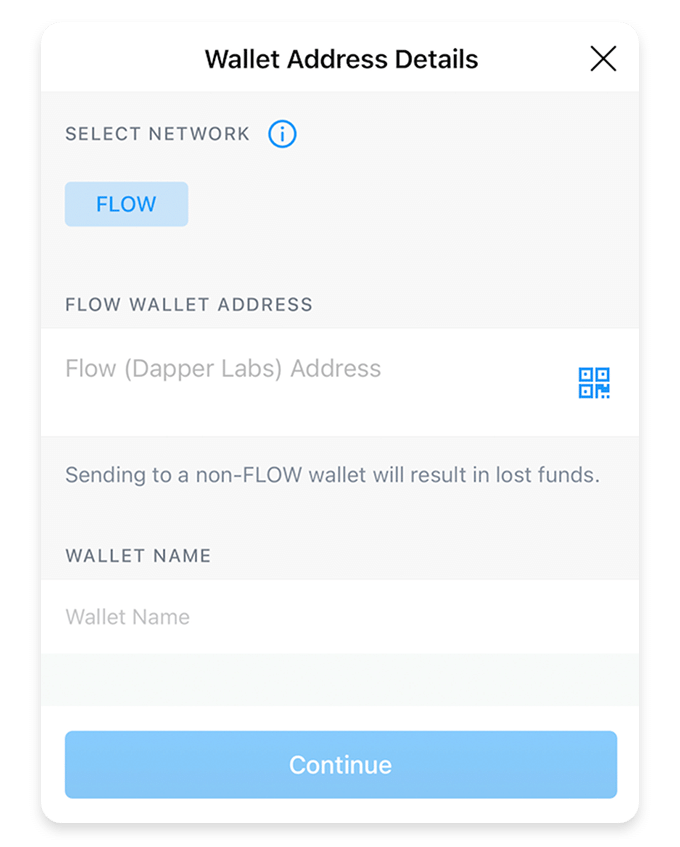 Wallet Address Details
SELECT NETWORK
FLOW
FLOW WALLET ADDRESS
Flow (Dapper Labs) Address
Sending to a non-FLOW wallet will result in lost funds.
WALLET NAME
Wallet Name
Continue